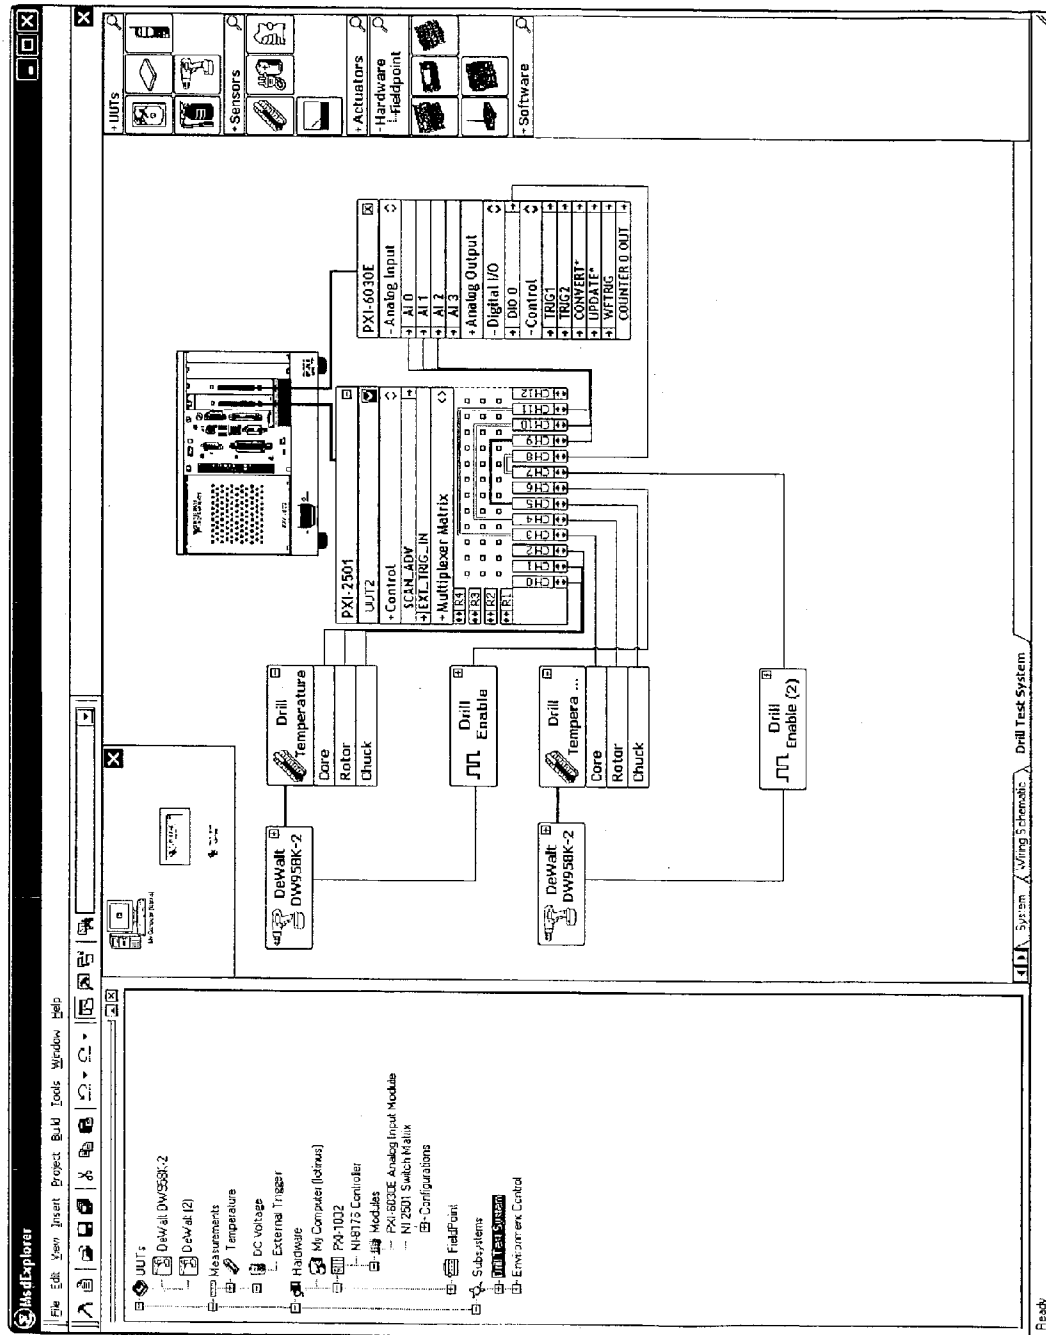 MsdExplorer
File Edit View Insert Project Build Tools Window Help
UUTs
DeWalt DW958K-2
DeWalt (2)
Measurements
Temperature
DC Voltage
External Trigger
Hardware
My Computer (lotinus)
PXI-1002
NI-8176 Controller
Modules
PXI-6030E Analog Input Module
NI 2501 Switch Matrix
Configurations
FieldPoint
Subsystems
Drill Test System
Environment Control
DeWalt
DW958K-2
Drill
Temperature
Core
Rotor
Chuck
Drill
Enable
DeWalt
DW958K-2
Drill
Tempera ...
Core
Rotor
Chuck
Drill
Enable (2)
PXI-2501
UUT2
+Control
SCAN_ADV
EXT_TRIG_IN
+Multiplexer Matrix
R4
R3
R2
R1
CH0
CH1
CH2
CH3
CH4
CH5
CH6
CH7
CH8
CH9
CH10
CH11
CH12
PXI-6030E
-Analog Input
AI 0
AI 1
AI 2
AI 3
+Analog Output
-Digital I/O
DIO 0
-Control
TRIG1
TRIG2
CONVERT*
UPDATE*
WFTRIG
COUNTER 0 OUT
+UUTs
+Sensors
+Actuators
-Hardware
Fieldpoint
+Software
System
Wiring Schematic
Drill Test System
Ready